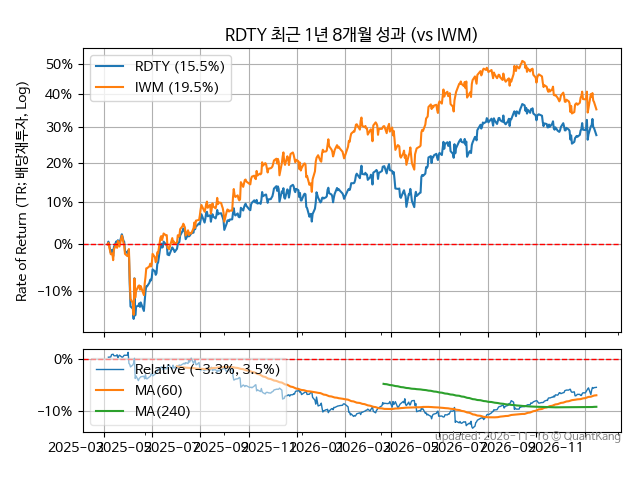 RDTY 최근 1년 8개월 성과 (vs IWM)
RDTY (15.5%)
IWM (19.5%)
Rate of Return (TR: 배당재투자, Log)
50%
40%
30%
20%
10%
0%
−10%
0%
−10%
Relative (−3.3%, 3.5%)
MA(60)
MA(240)
2025−03
2025−05
2025−07
2025−09
2025−11
2026−01
2026−03
2026−05
2026−07
2026−09
2026−11
Updated: 2026−11−16 © QuantKang